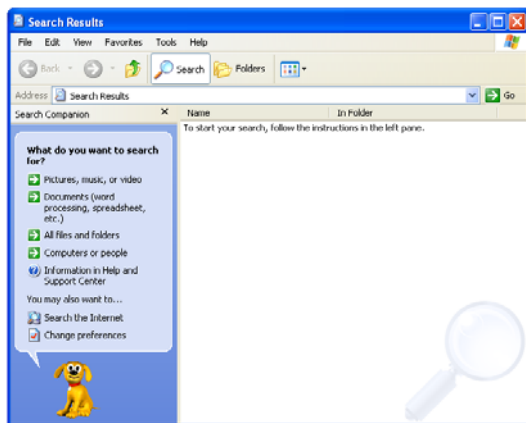 Search Results
File Edit View Favorites Tools Help
Back Search Folders
Address Search Results Go
Search Companion Name In Folder
To start your search, follow the instructions in the left pane.
What do you want to search
for?
Pictures, music, or video
Documents (word
processing, spreadsheet,
etc.)
All files and folders
Computers or people
Information in Help and
Support Center
You may also want to...
Search the Internet
Change preferences